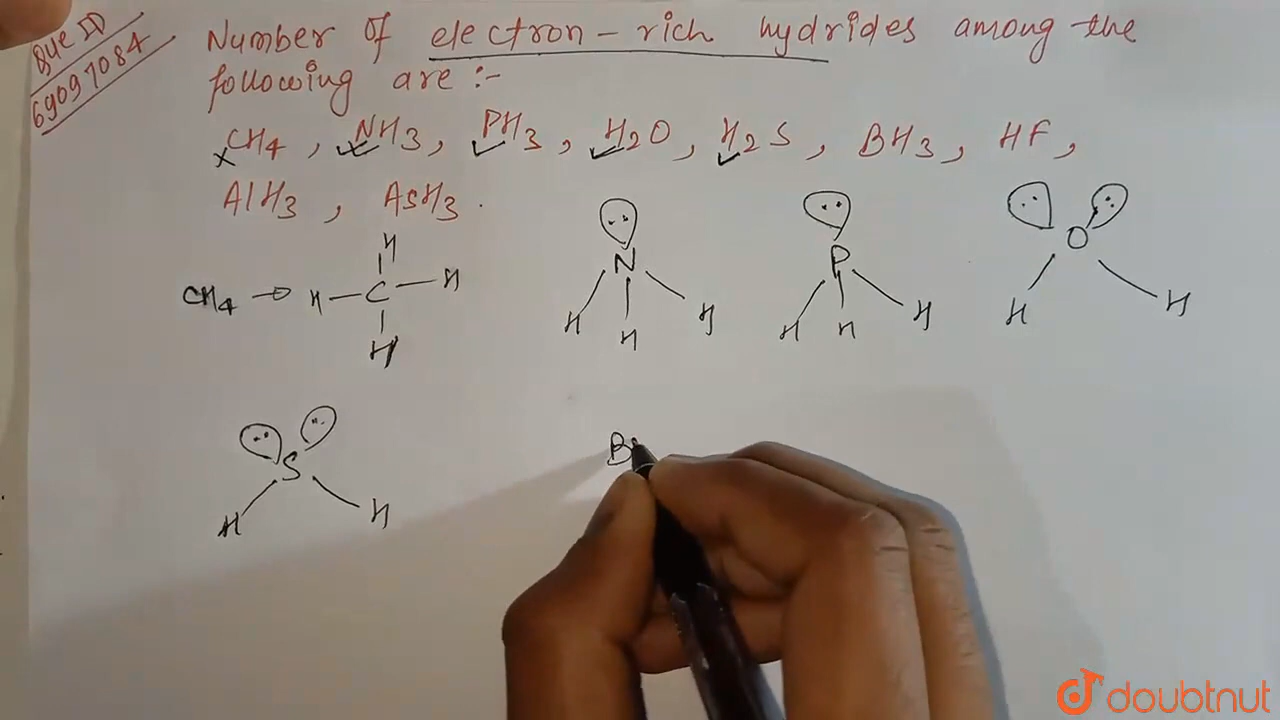 Que ID
69097084
Number of electron-rich hydrides among the
following are :-
CH4, NH3, PH3, H2O, H2S, BH3, HF,
AlH3, AsH3.
CH4 → H-C-H
H
H
N
H H H
P
H H H
O
H H
S
H H
B
doubtnut